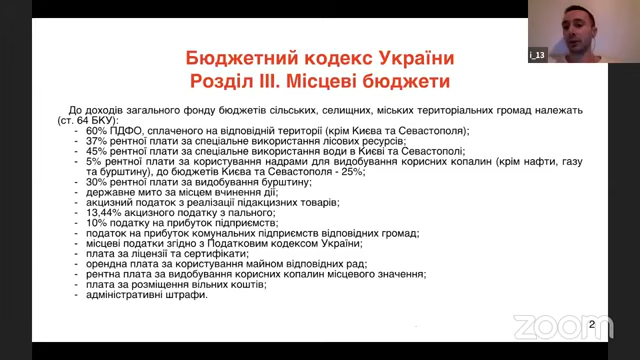 Бюджетний кодекс України
Розділ III. Місцеві бюджети
i_13
До доходів загального фонду бюджетів сільських, селищних, міських територіальних громад належать
(ст. 64 БКУ):
- 60% ПДФО, сплаченого на відповідній території (крім Києва та Севастополя);
- 37% рентної плати за спеціальне використання лісових ресурсів;
- 45% рентної плати за спеціальне використання води в Києві та Севастополі;
- 5% рентної плати за користування надрами для видобування корисних копалин (крім нафти, газу
та бурштину), до бюджетів Києва та Севастополя - 25%;
- 30% рентної плати за видобування бурштину;
- державне мито за місцем вчинення дії;
- акцизний податок з реалізації підакцизних товарів;
- 13,44% акцизного податку з пального;
- 10% податку на прибуток підприємств;
- податок на прибуток комунальних підприємств відповідних громад;
- місцеві податки згідно з Податковим кодексом України;
- плата за ліцензії та сертифікати;
- орендна плата за користування майном відповідних рад;
- рентна плата за видобування корисних копалин місцевого значення;
- плата за розміщення вільних коштів;
- адміністративні штрафи.
2
zoom